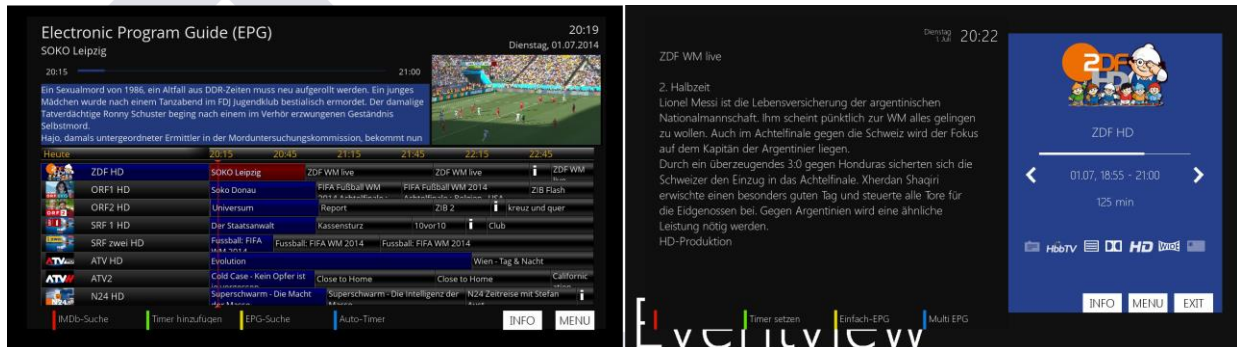 Electronic Program Guide (EPG)
20:19
SOKO Leipzig
Dienstag, 01.07.2014
20:15
21:00
Ein Sexualmord von 1986, ein Altfall aus DDR-Zeiten muss neu aufgerollt werden. Ein junges
Mädchen wurde nach einem Tanzabend im FDJ Jugendklub bestialisch ermordet. Der damalige
Tatverdächtige Ronny Schuster beging nach einem im Verhör erzwungenen Geständnis
Selbstmord.
Hajo, damals untergeordneter Ermittler in der Morduntersuchungskommission, bekommt nun
Heute 20:15 20:45 21:15 21:45 22:15 22:45
ZDF HD SOKO Leipzig ZDF WM live ZDF WM live ZDF WM
ORF1 HD Soko Donau FIFA Fußball WM FIFA Fußball WM 2014 ZIB Flash
ORF2 HD Universum Report ZIB 2 kreuz und quer
SRF 1 HD Der Staatsanwalt Kassensturz 10vor10 Club
SRF zwei HD Fussball: FIFA Fussball: FIFA WM 2014 Fussball: FIFA WM 2014
ATV HD Evolution Wien - Tag & Nacht
ATV2 Cold Case - Kein Opfer ist Close to Home Close to Home Californic
N24 HD Superschwarm - Die Macht Superschwarm - Die Intelligenz der N24 Zeitreise mit Stefan
IMDb-Suche Timer hinzufügen EPG-Suche Auto-Timer INFO MENU
Dienstag
1. Juli
20:22
ZDF WM live
2. Halbzeit
Lionel Messi ist die Lebensversicherung der argentinischen
Nationalmannschaft. Ihm scheint pünktlich zur WM alles gelingen
zu wollen. Auch im Achtelfinale gegen die Schweiz wird der Fokus
auf dem Kapitän der Argentinier liegen.
Durch ein überzeugendes 3:0 gegen Honduras sicherten sich die
Schweizer den Einzug in das Achtelfinale. Xherdan Shaqiri
erwischte einen besonders guten Tag und steuerte alle Tore für
die Eidgenossen bei. Gegen Argentinien wird eine ähnliche
Leistung nötig werden.
HD-Produktion
Timer setzen Einfach-EPG Multi EPG
Eventview
ZDF HD
ZDF HD
01.07, 18:55 - 21:00
125 min
HbbTV HD WIDE
INFO MENU EXIT